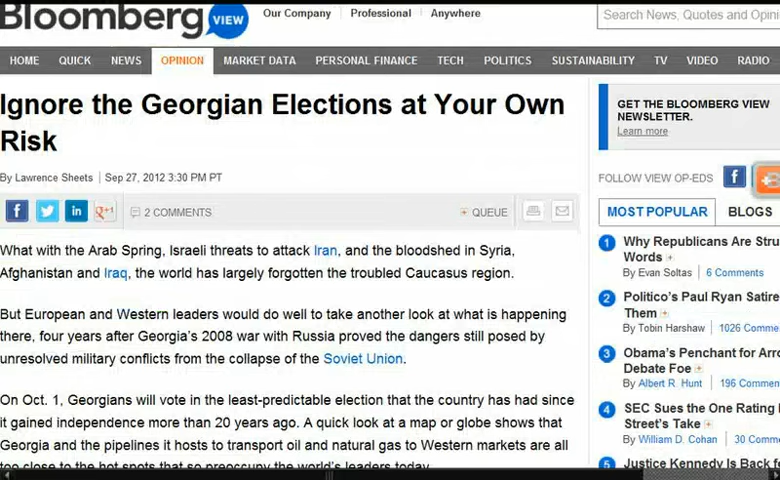 Bloomberg VIEW
Our Company | Professional | Anywhere
Search News, Quotes and Opini
HOME QUICK NEWS OPINION MARKET DATA PERSONAL FINANCE TECH POLITICS SUSTAINABILITY TV VIDEO RADIO
Ignore the Georgian Elections at Your Own
Risk
By Lawrence Sheets | Sep 27, 2012 3:30 PM PT
f in g +1 2 COMMENTS + QUEUE
What with the Arab Spring, Israeli threats to attack Iran, and the bloodshed in Syria,
Afghanistan and Iraq, the world has largely forgotten the troubled Caucasus region.
But European and Western leaders would do well to take another look at what is happening
there, four years after Georgia's 2008 war with Russia proved the dangers still posed by
unresolved military conflicts from the collapse of the Soviet Union.
On Oct. 1, Georgians will vote in the least-predictable election that the country has had since
it gained independence more than 20 years ago. A quick look at a map or globe shows that
Georgia and the pipelines it hosts to transport oil and natural gas to Western markets are all
too close to the hot spots that so preoccupy the world's leaders today.
GET THE BLOOMBERG VIEW
NEWSLETTER.
Learn more
FOLLOW VIEW OP-EDS f
MOST POPULAR BLOGS
1 Why Republicans Are Stru
Words +
By Evan Soltas | 6 Comments
2 Politico's Paul Ryan Satire
Them +
By Tobin Harshaw | 1026 Comme
3 Obama's Penchant for Arro
Debate Foe +
By Albert R. Hunt | 196 Commen
4 SEC Sues the One Rating
Street's Take +
By William D. Cohan | 30 Comme
5 Justice Kennedy Is Back f